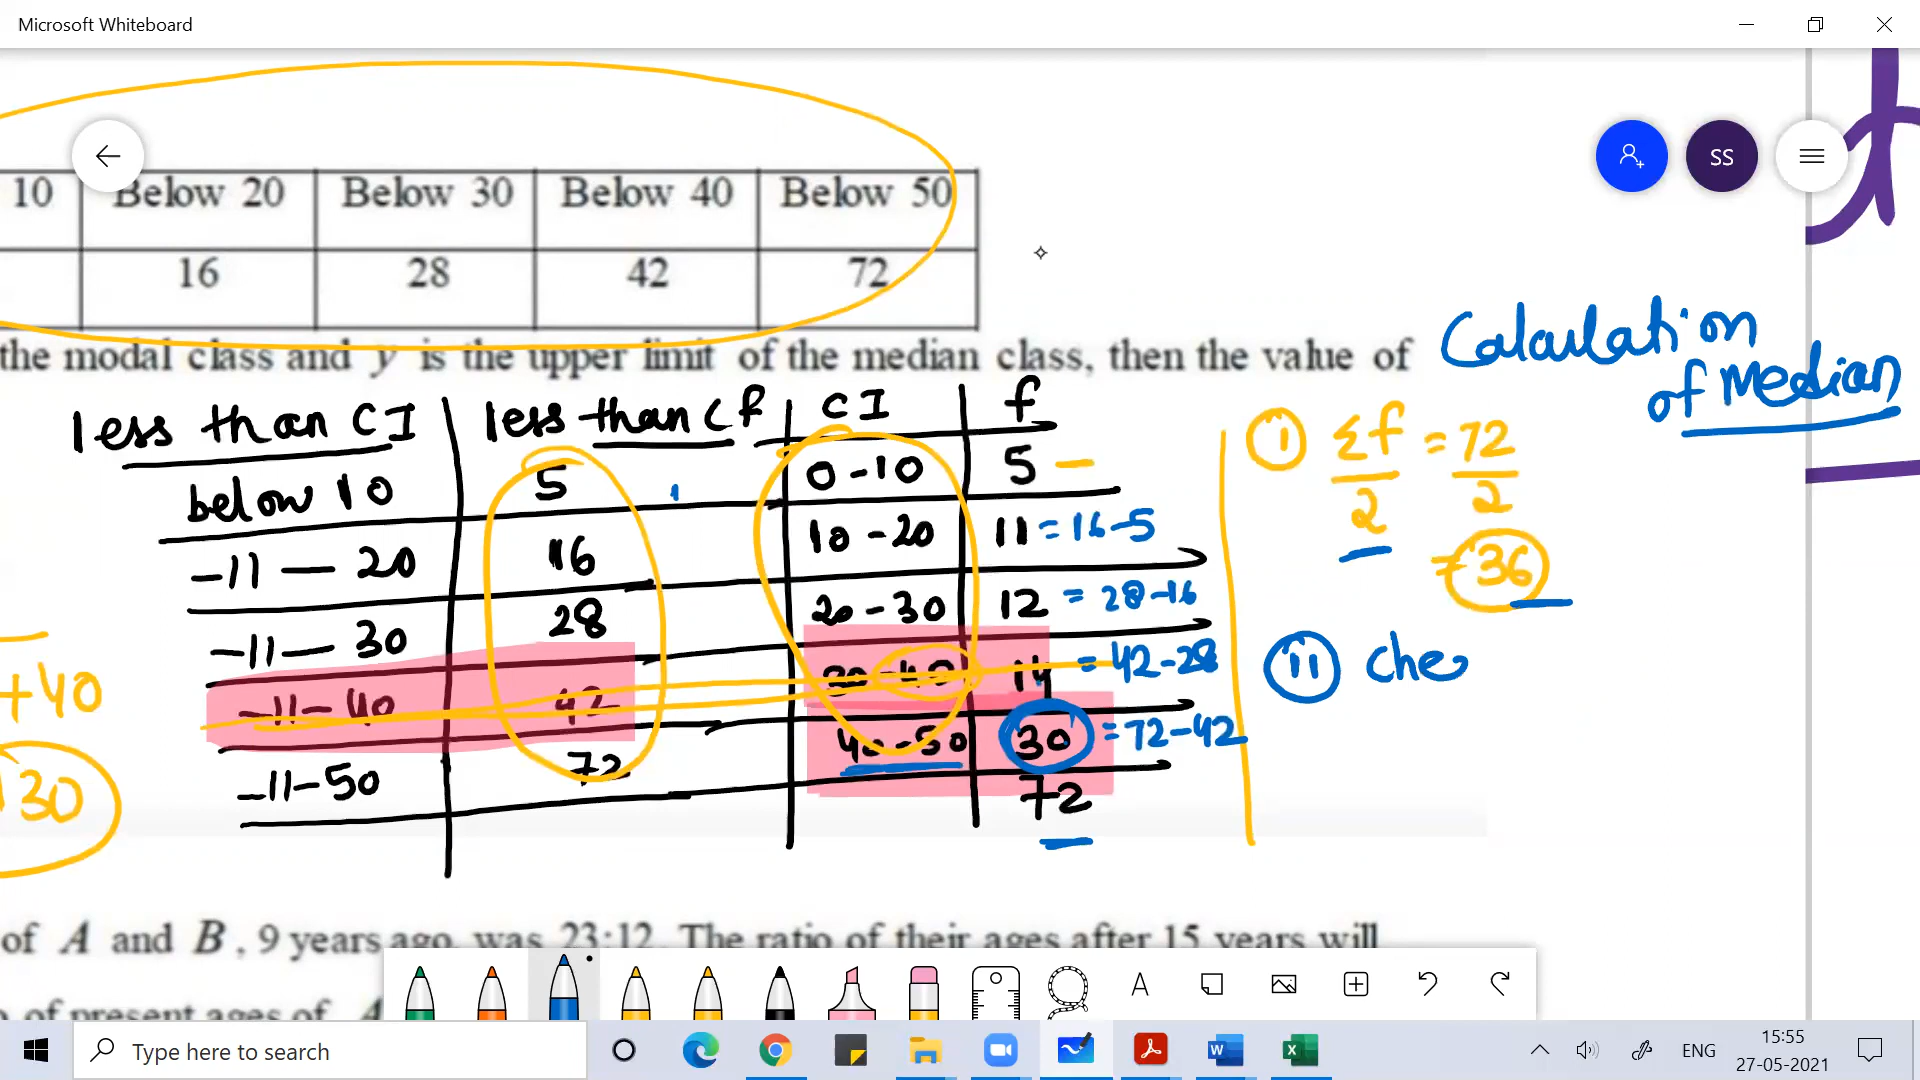 Microsoft Whiteboard
SS
10 Below 20 Below 30 Below 40 Below 50
16 28 42 72
the modal class and y is the upper limit of the median class, then the value of
Calculation
of Median
less than CI less than CF CI f
below 10 5 0-10 5 -
-11- 20 16 10-20 11 = 16-5
-11- 30 28 20-30 12 = 28-16
-11- 40 42 30-40 14 = 42-28
-11-50 72 40-50 30 = 72-42
72
+40
30
i Σf/2 = 72/2
= 36
ii Che
of A and B, 9 years ago, was 23:12. The ratio of their ages after 15 years will
of present ages of A
A
Type here to search
ENG
15:55
27-05-2021